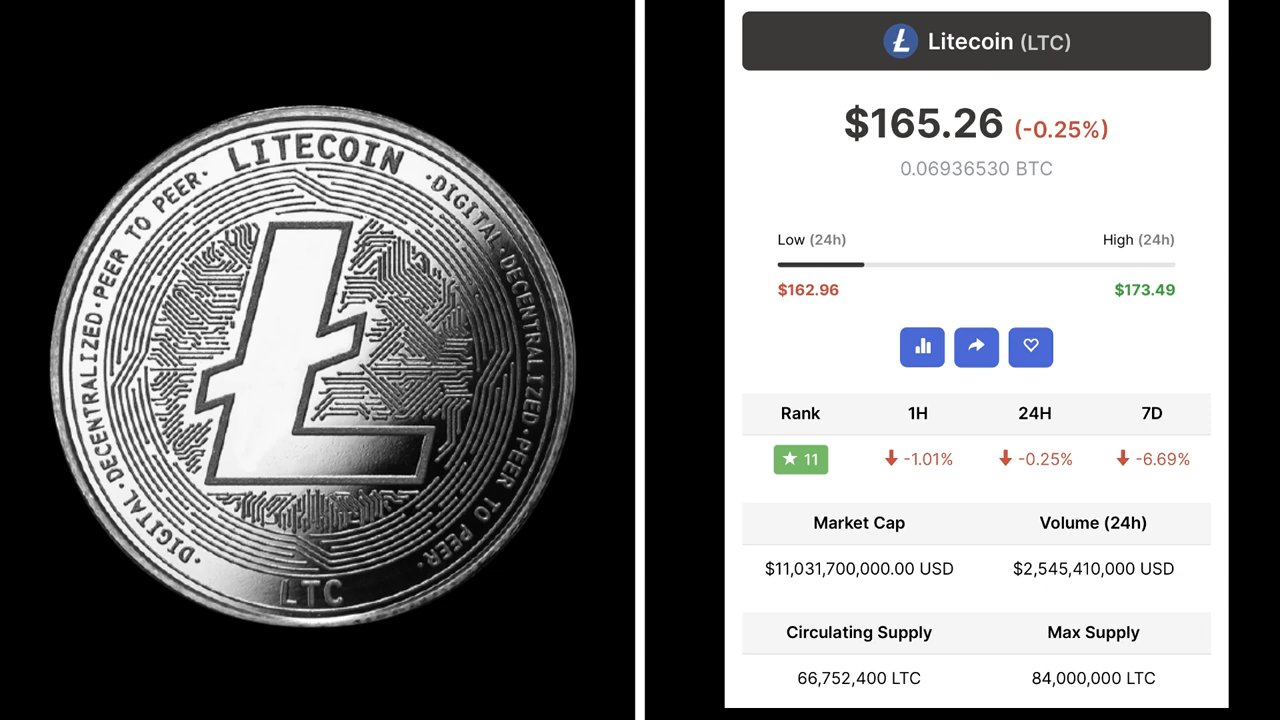 LITECOIN
·DIGITAL·DECENTRALIZED·PEER TO PEER·
·DIGITAL·DECENTRALIZED·PEER TO PEER·
LTC
Litecoin (LTC)
$165.26 (-0.25%)
0.06936530 BTC
Low (24h) High (24h)
$162.96 $173.49
Rank 1H 24H 7D
11 -1.01% -0.25% -6.69%
Market Cap Volume (24h)
$11,031,700,000.00 USD $2,545,410,000 USD
Circulating Supply Max Supply
66,752,400 LTC 84,000,000 LTC